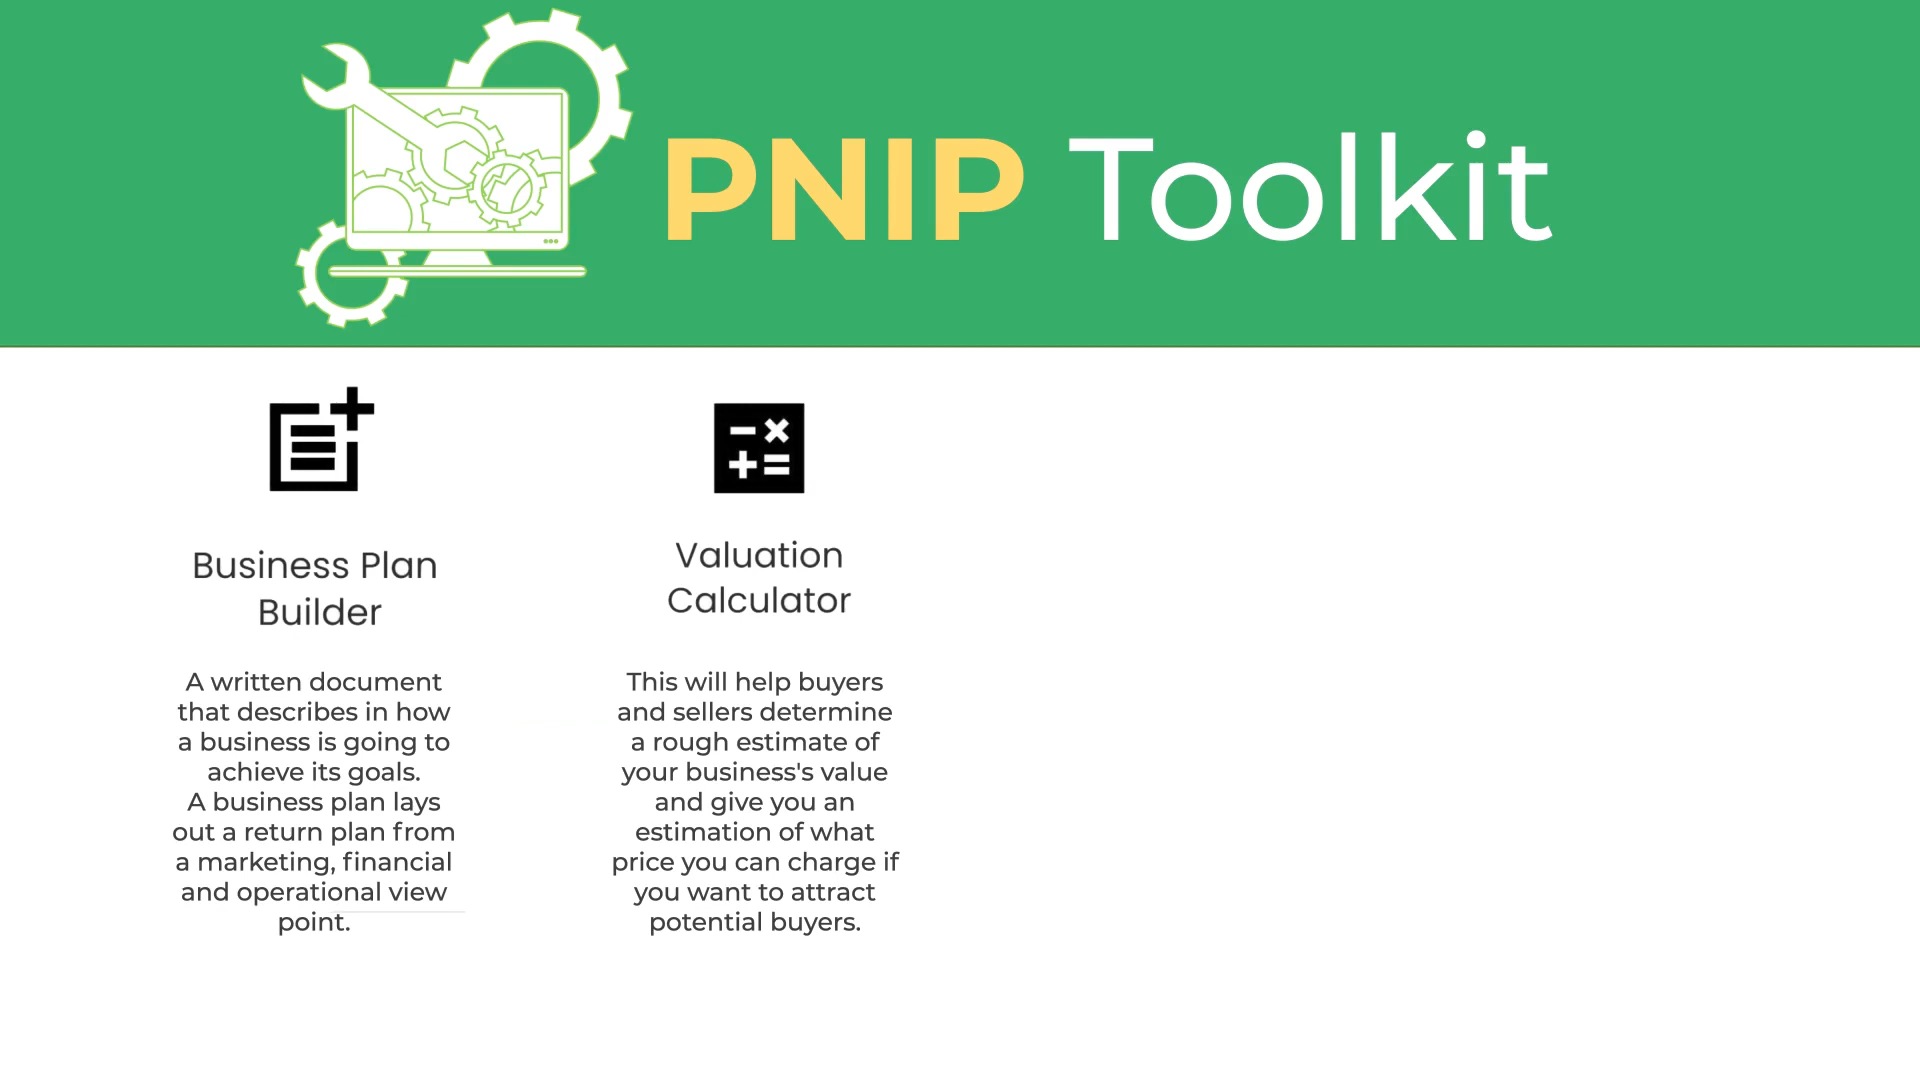 PNIP Toolkit
Business Plan
Builder
A written document
that describes in how
a business is going to
achieve its goals.
A business plan lays
out a return plan from
a marketing, financial
and operational view
point.
Valuation
Calculator
This will help buyers
and sellers determine
a rough estimate of
your business's value
and give you an
estimation of what
price you can charge if
you want to attract
potential buyers.